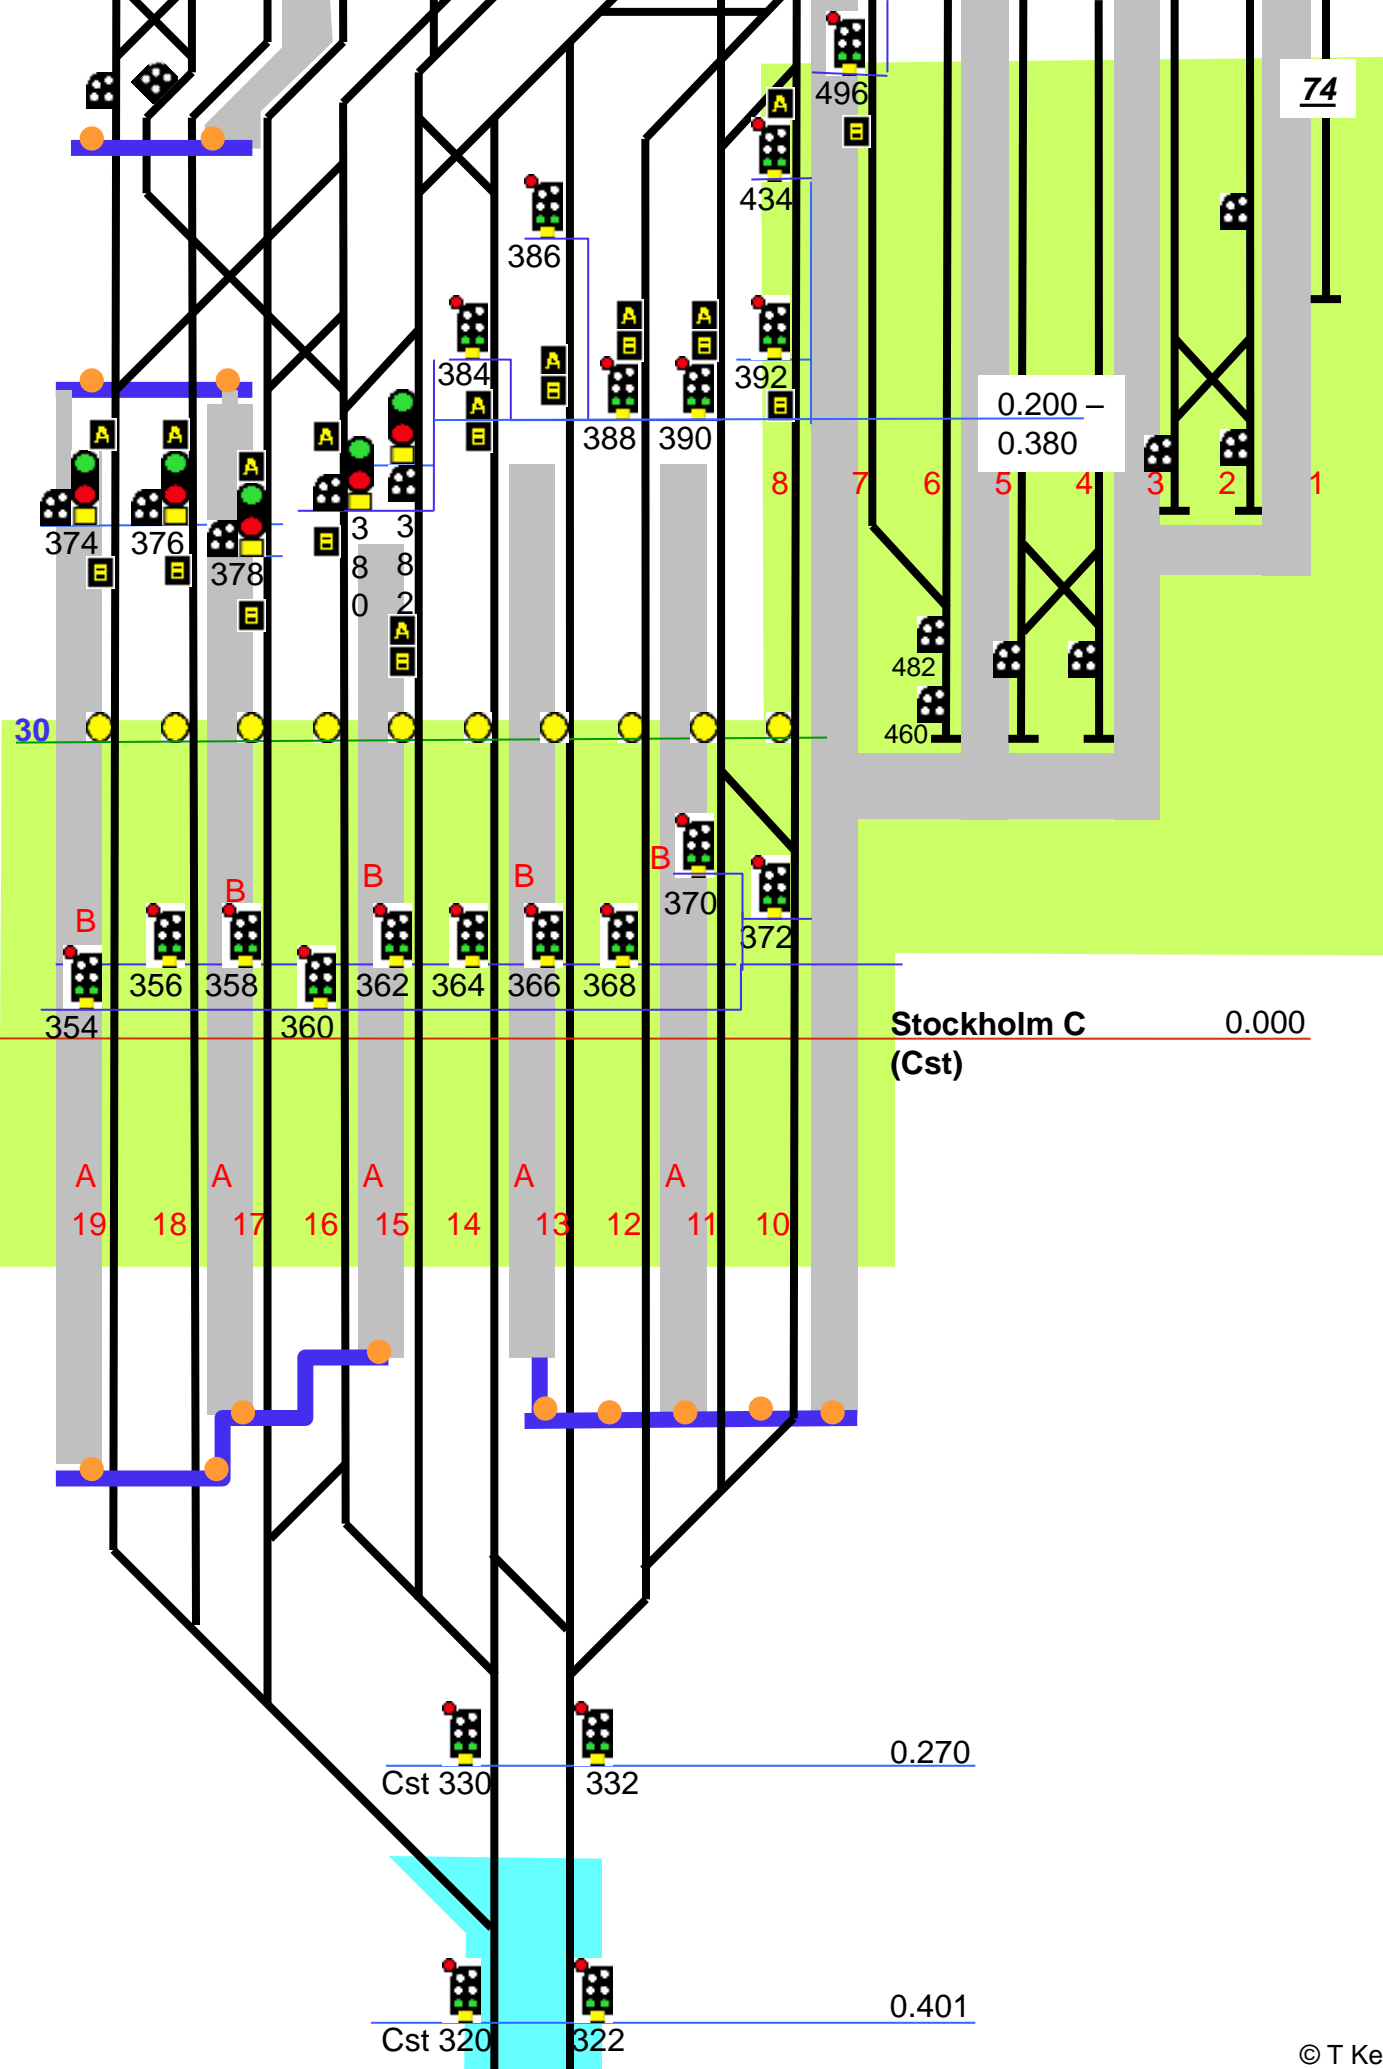 74
496
434
386
384
392
A
B
A
B
A
B
A
B
A
B
0.200 –
0.380
388 390
A A A A
374 376 378
3
8
0
3
8
2
B B B B
A
B
8 7 6 5 4 3 2 1
482
460
30
B B B B B
370
372
356 358 362 364 366 368
354 360
Stockholm C 0.000
(Cst)
A A A A A
19 18 17 16 15 14 13 12 11 10
Cst 330 332 0.270
Cst 320 322 0.401
© T Ke